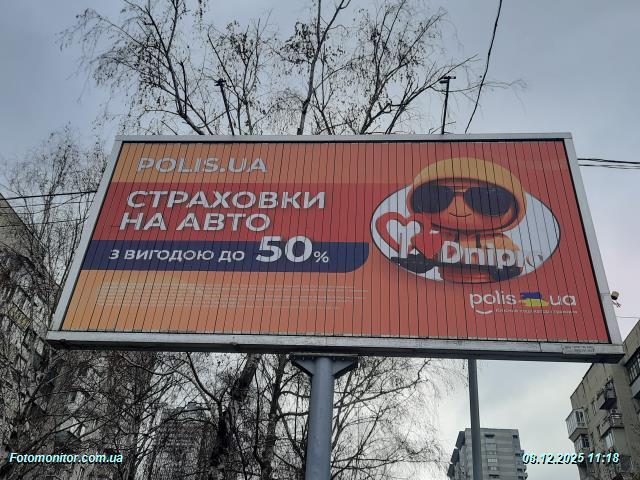 POLIS.UA
СТРАХОВКИ
НА АВТО
З ВИГОДОЮ ДО 50%
Dnipro
polis.ua
Fotomonitor.com.ua
08.12.2025 11:18